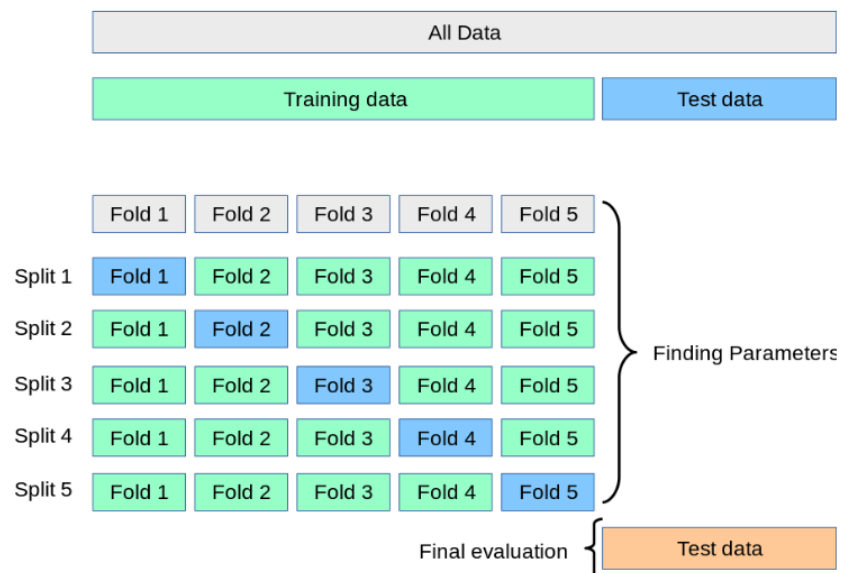 All Data
Training data Test data
Fold 1 Fold 2 Fold 3 Fold 4 Fold 5
Split 1 Fold 1 Fold 2 Fold 3 Fold 4 Fold 5
Split 2 Fold 1 Fold 2 Fold 3 Fold 4 Fold 5
Finding Parameters
Split 3 Fold 1 Fold 2 Fold 3 Fold 4 Fold 5
Split 4 Fold 1 Fold 2 Fold 3 Fold 4 Fold 5
Split 5 Fold 1 Fold 2 Fold 3 Fold 4 Fold 5
Final evaluation Test data